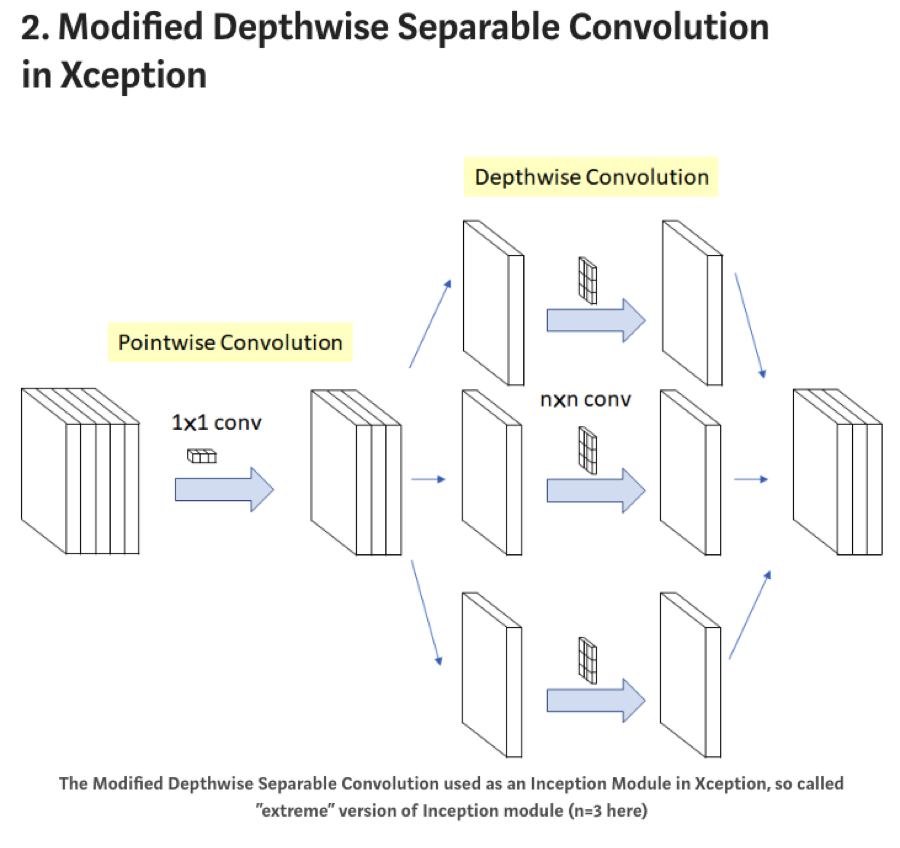 2. Modified Depthwise Separable Convolution
in Xception
Depthwise Convolution
Pointwise Convolution
1x1 conv
nxn conv
The Modified Depthwise Separable Convolution used as an Inception Module in Xception, so called
"extreme" version of Inception module (n=3 here)